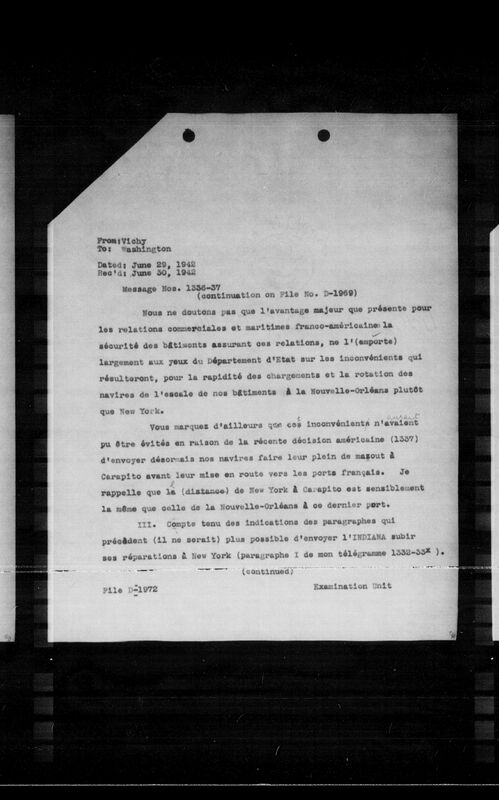 From:Vichy
To: Washington
Dated: June 29, 1942
Rec'd: June 30, 1942
Message Nos. 1336-37
(continuation on File No. D-1969)
Nous ne doutons pas que l'avantage majeur que présente pour
les relations commerciales et maritimes franco-américaines la
sécurité des bâtiments assurant ces relations, ne l'(emporte)
largement aux yeux du Département d'Etat sur les inconvénients qui
résulteront, pour la rapidité des chargements et la rotation des
navires de l'escale de nos bâtiments à la Nouvelle-Orléans plutôt
que New York.
Vous marquez d'ailleurs que ces inconvénients n'avaient
pu être évités en raison de la récente décision américaine (1337)
d'envoyer désormais nos navires faire leur plein de mazout à
Carapito avant leur mise en route vers les ports français. Je
rappelle que la (distance) de New York à Carapito est sensiblement
la même que celle de la Nouvelle-Orléans à ce dernier port.
III. Compte tenu des indications des paragraphes qui
précèdent (il ne serait) plus possible d'envoyer l'INDIANA subir
ses réparations à New York (paragraphe I de mon télégramme 1332-33x ).
(continued)
File D-1972
Examination Unit